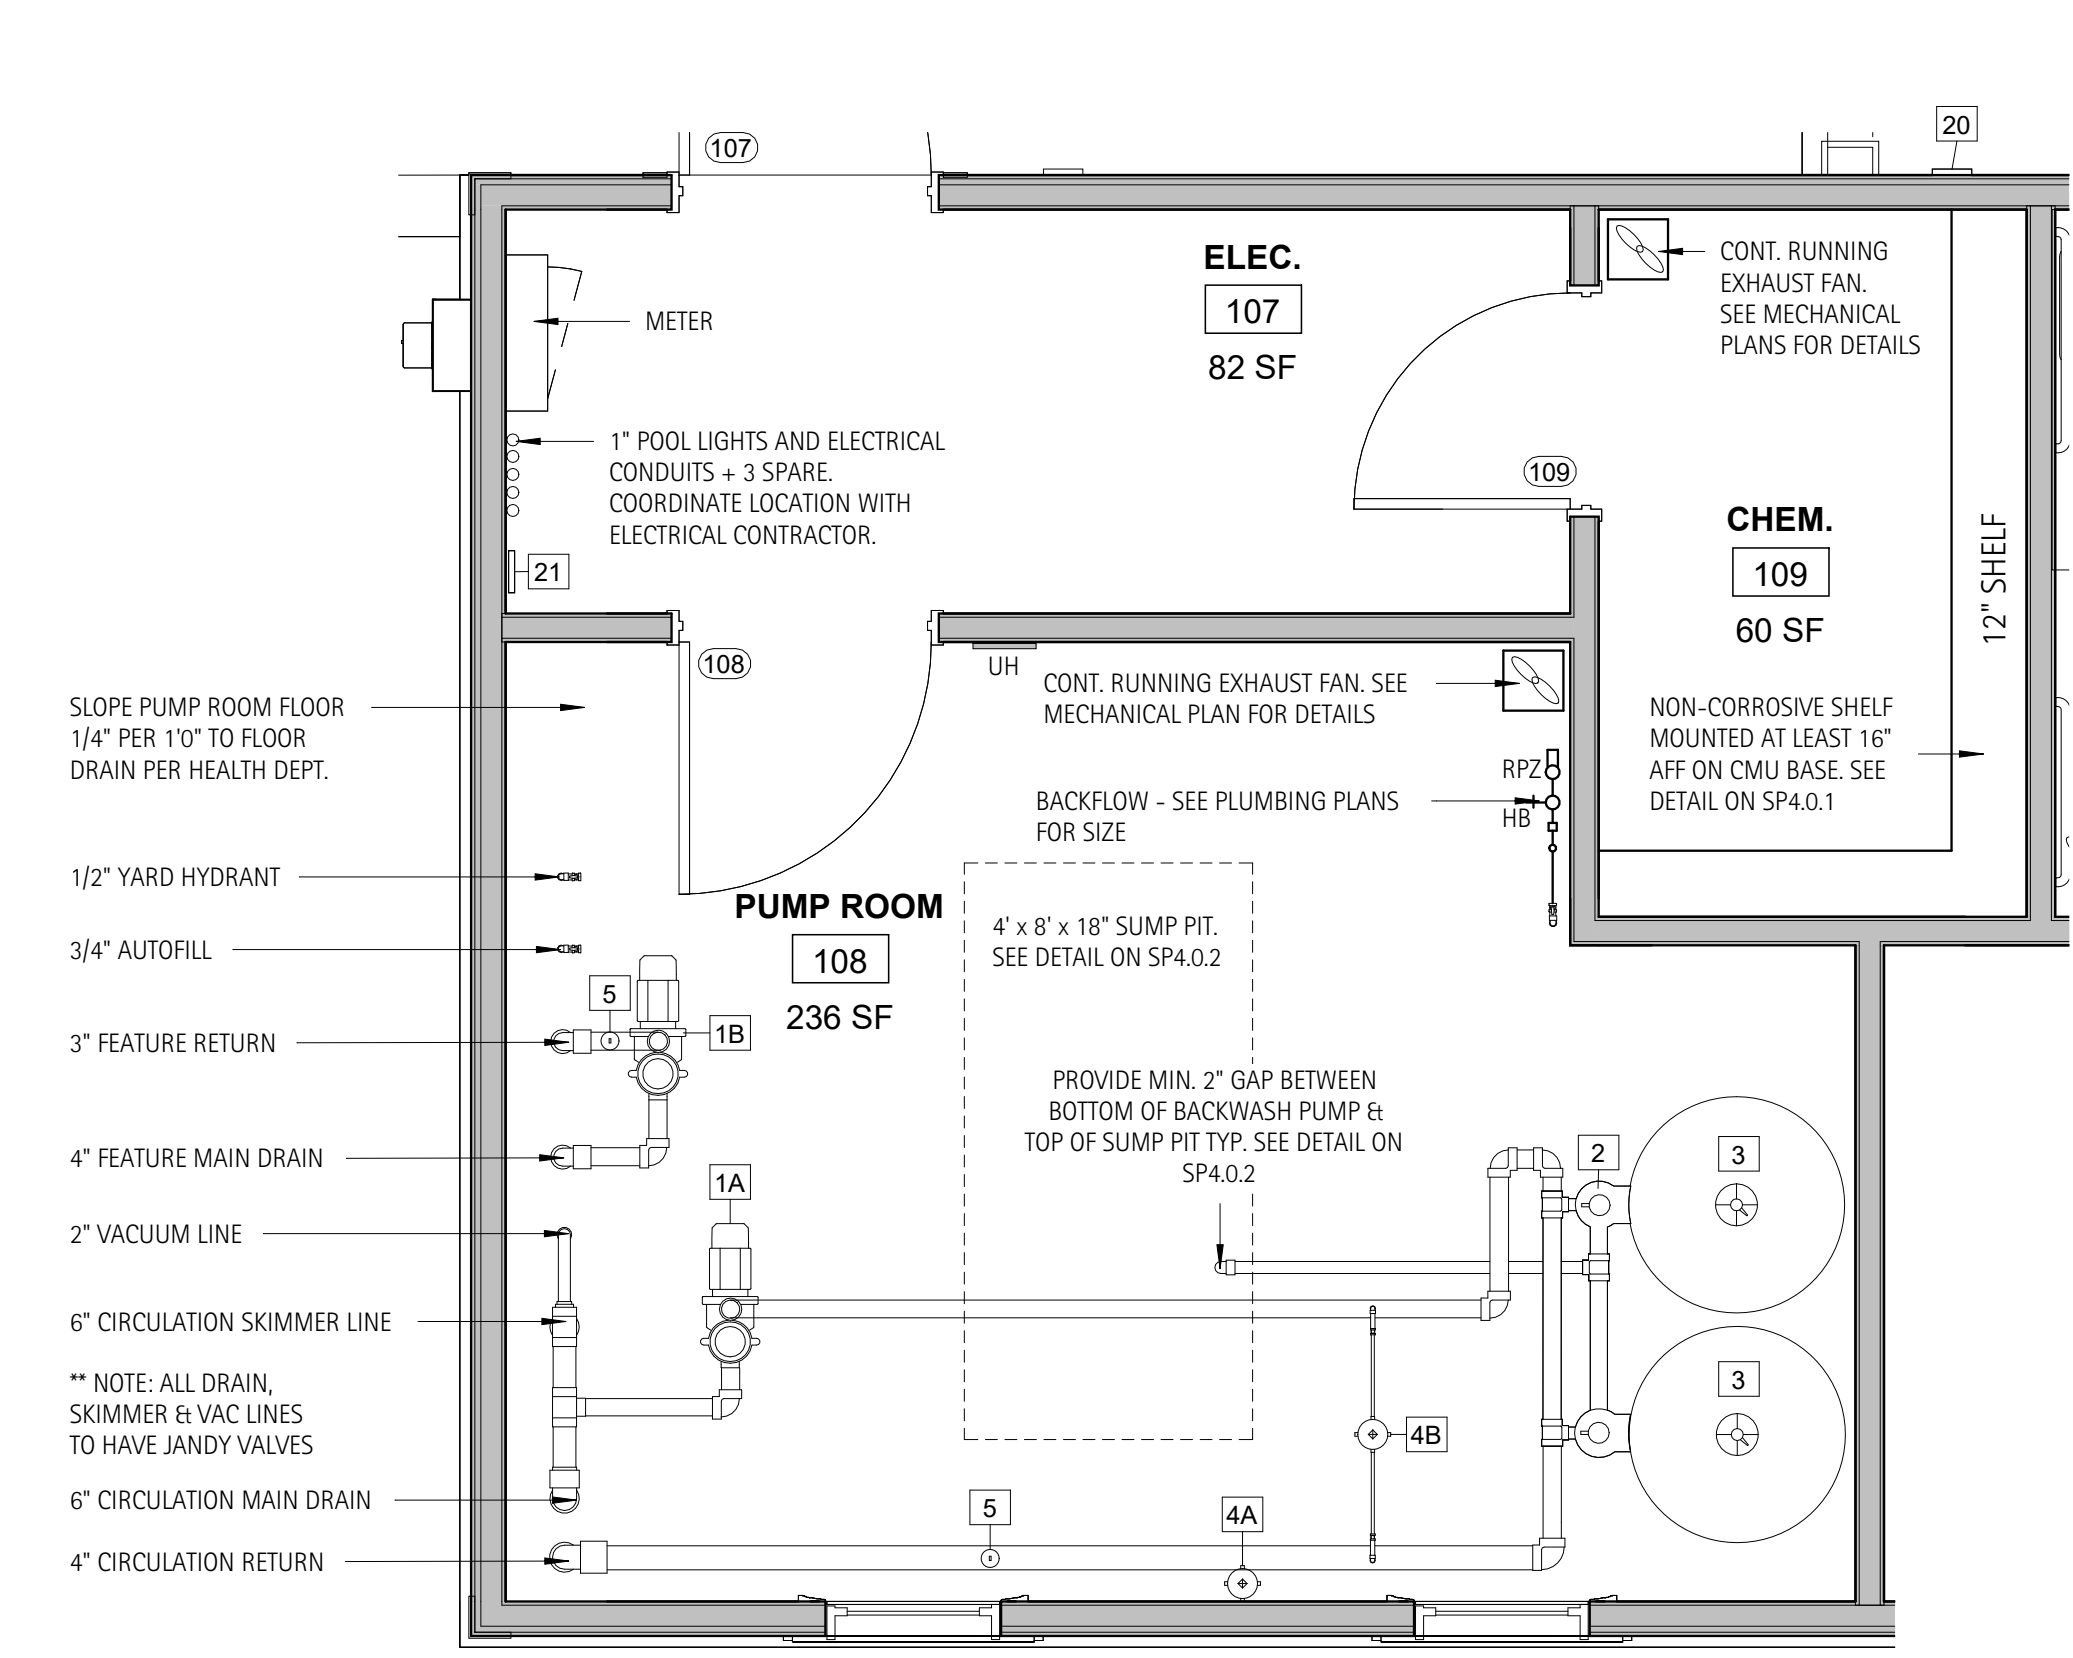 20
107
ELEC.
107
82 SF
CONT. RUNNING
EXHAUST FAN.
SEE MECHANICAL
PLANS FOR DETAILS
METER
1" POOL LIGHTS AND ELECTRICAL
CONDUITS + 3 SPARE.
COORDINATE LOCATION WITH
ELECTRICAL CONTRACTOR.
21
109
CHEM.
109
60 SF
12" SHELF
NON-CORROSIVE SHELF
MOUNTED AT LEAST 16"
AFF ON CMU BASE. SEE
DETAIL ON SP4.0.1
108
UH
CONT. RUNNING EXHAUST FAN. SEE
MECHANICAL PLAN FOR DETAILS
RPZ
HB
BACKFLOW - SEE PLUMBING PLANS
FOR SIZE
SLOPE PUMP ROOM FLOOR
1/4" PER 1'0" TO FLOOR
DRAIN PER HEALTH DEPT.
1/2" YARD HYDRANT
3/4" AUTOFILL
PUMP ROOM
108
236 SF
4' x 8' x 18" SUMP PIT.
SEE DETAIL ON SP4.0.2
5
1B
3" FEATURE RETURN
4" FEATURE MAIN DRAIN
PROVIDE MIN. 2" GAP BETWEEN
BOTTOM OF BACKWASH PUMP &
TOP OF SUMP PIT TYP. SEE DETAIL ON
SP4.0.2
1A
2
3
2" VACUUM LINE
6" CIRCULATION SKIMMER LINE
** NOTE: ALL DRAIN,
SKIMMER & VAC LINES
TO HAVE JANDY VALVES
3
4B
6" CIRCULATION MAIN DRAIN
5
4A
4" CIRCULATION RETURN